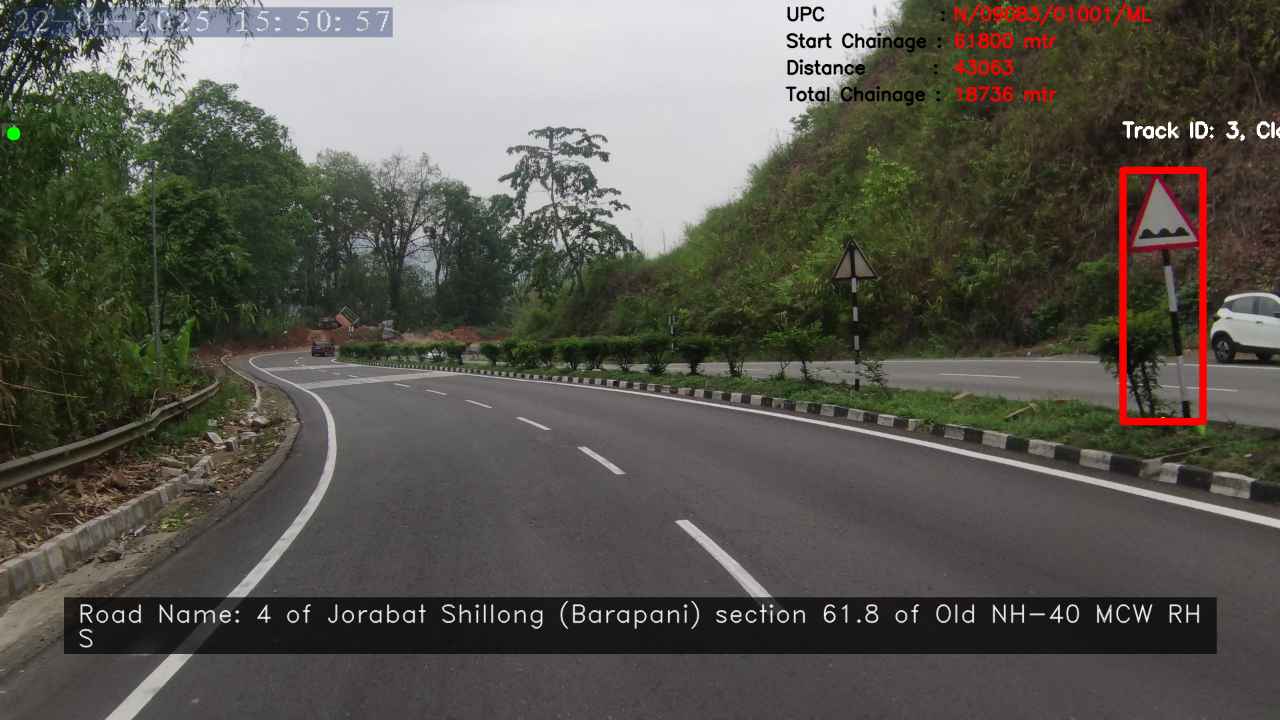 22-04-2025 15:50:57
UPC : N/09683/01001/ML
Start Chainage : 61800 mtr
Distance : 43063
Total Chainage : 18736 mtr
Track ID: 3,
Road Name: 4 of Jorabat Shillong (Barapani) section 61.8 of Old NH-40 MCW RH
S